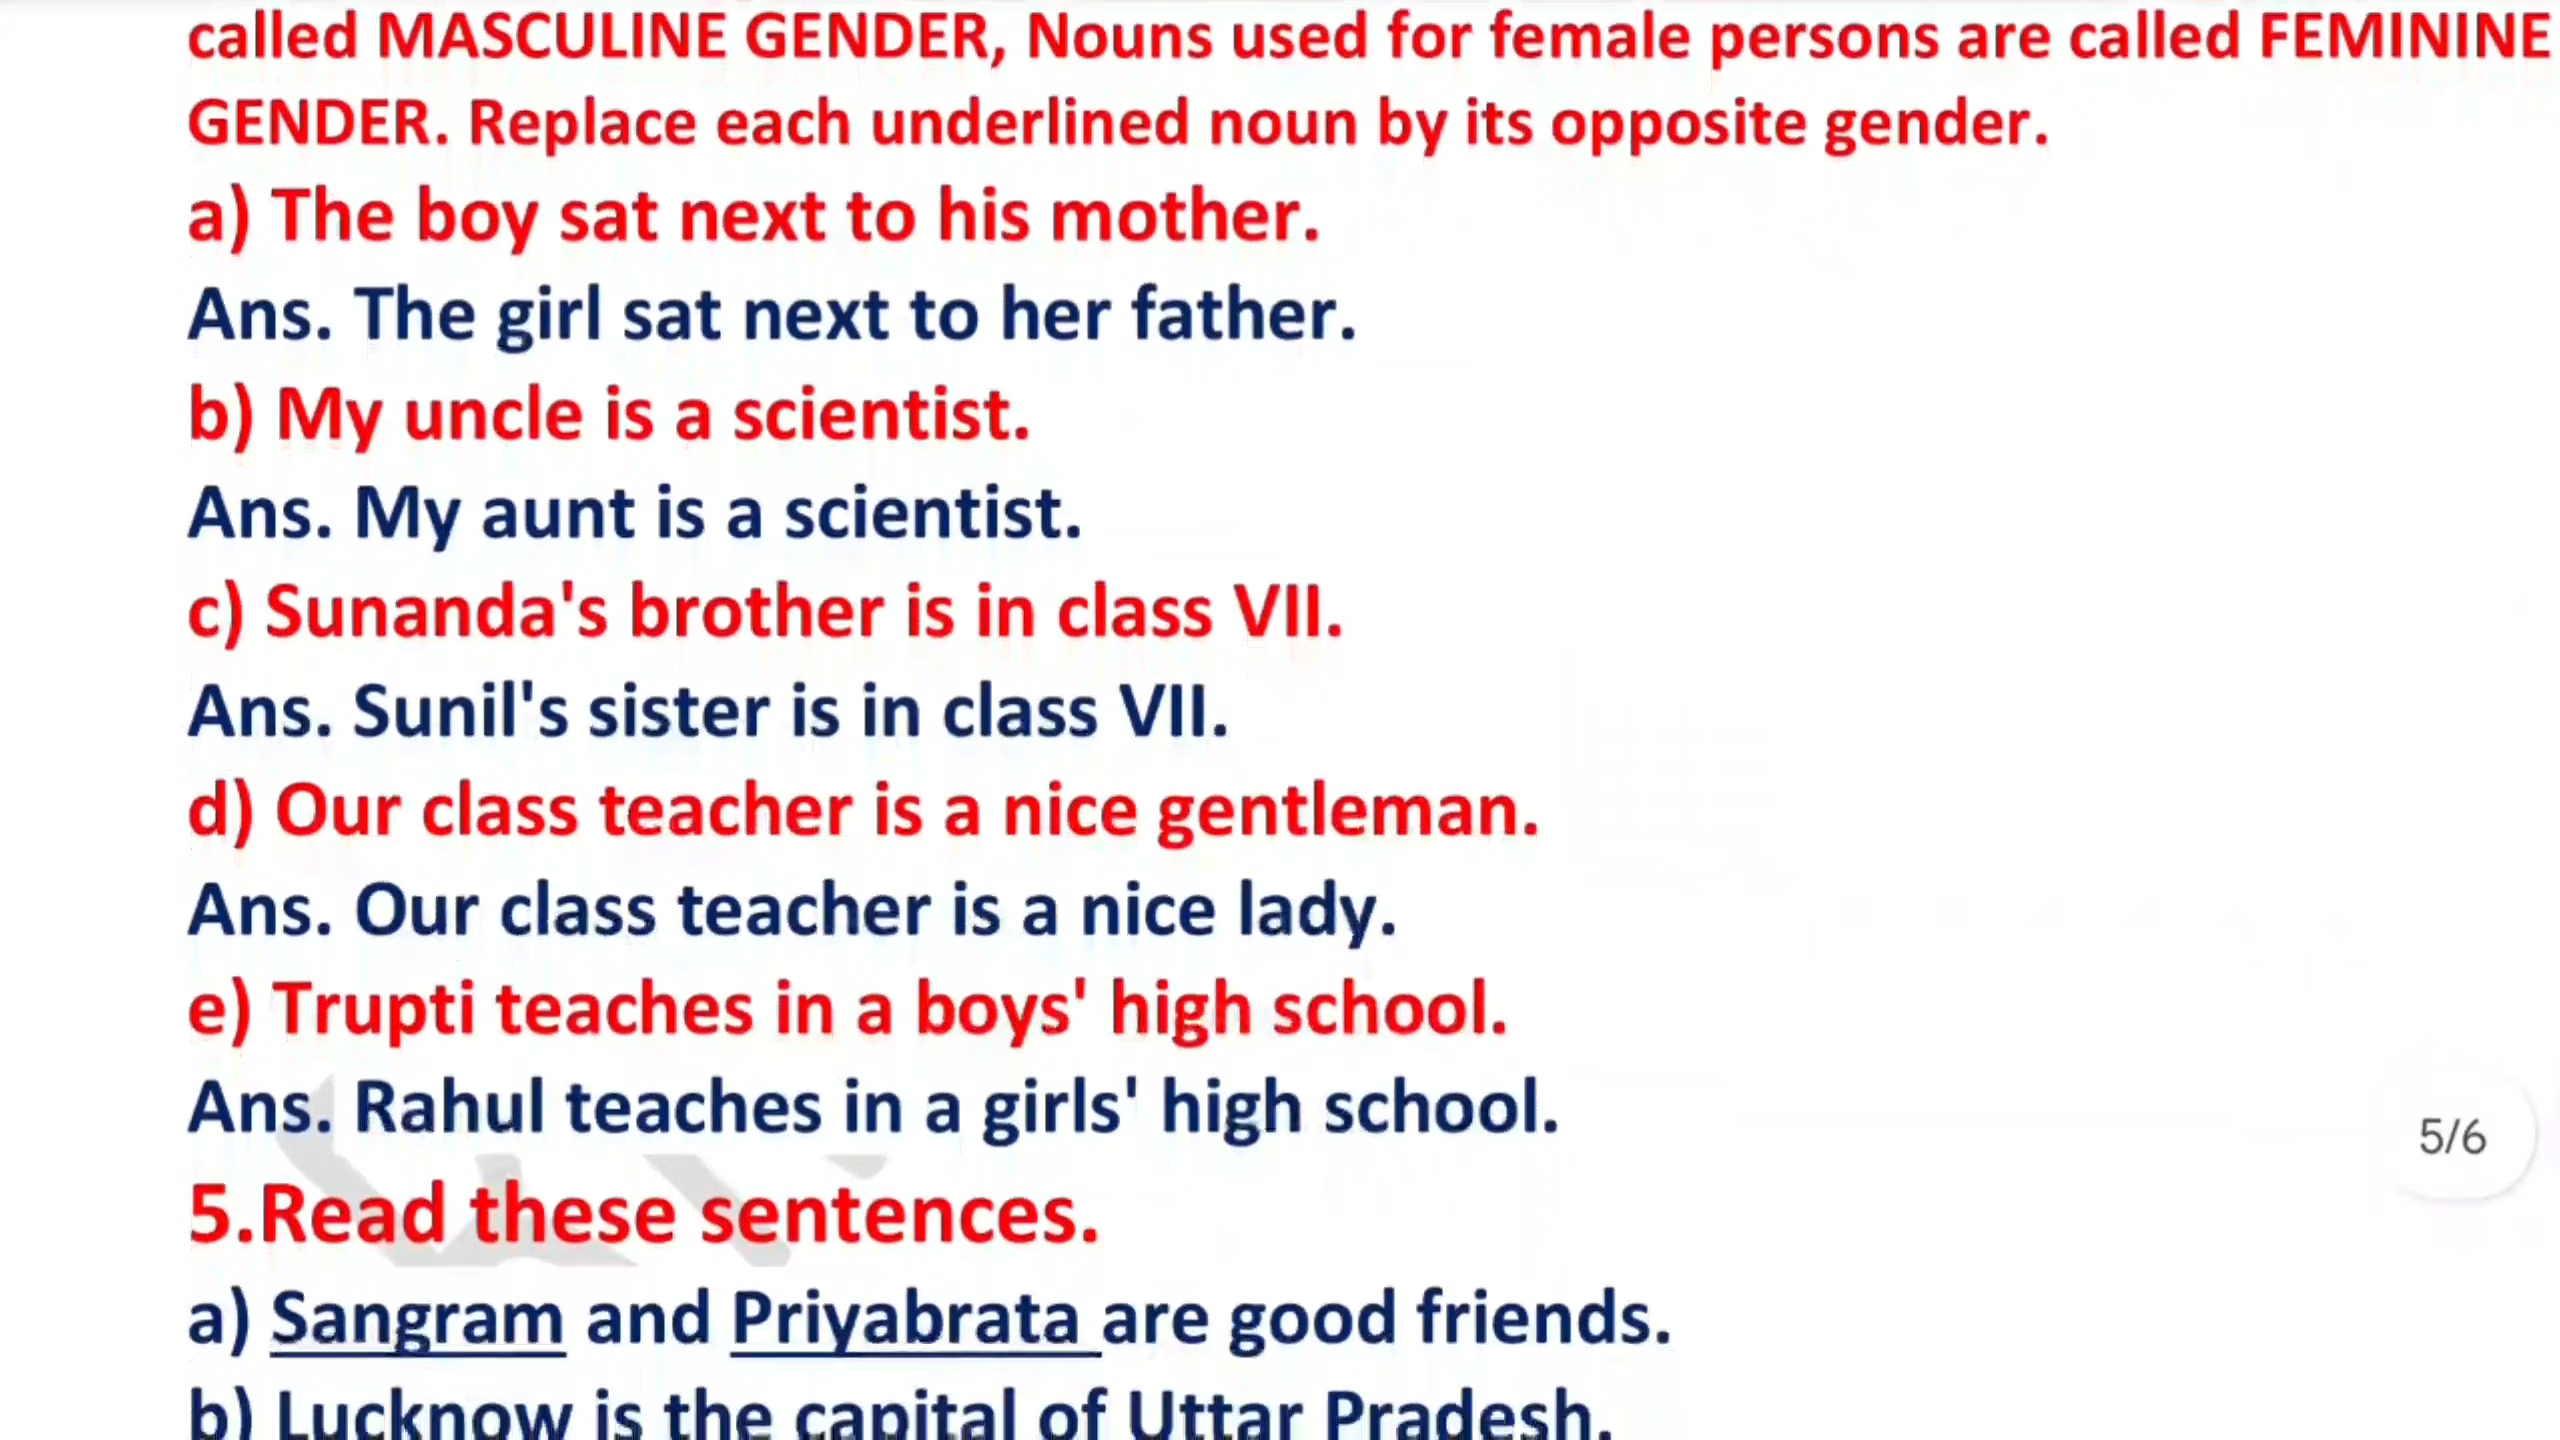 called MASCULINE GENDER, Nouns used for female persons are called FEMININE
GENDER. Replace each underlined noun by its opposite gender.
a) The boy sat next to his mother.
Ans. The girl sat next to her father.
b) My uncle is a scientist.
Ans. My aunt is a scientist.
c) Sunanda's brother is in class VII.
Ans. Sunil's sister is in class VII.
d) Our class teacher is a nice gentleman.
Ans. Our class teacher is a nice lady.
e) Trupti teaches in a boys' high school.
Ans. Rahul teaches in a girls' high school.
5/6
5.Read these sentences.
a) Sangram and Priyabrata are good friends.
b) Lucknow is the capital of Uttar Pradesh.